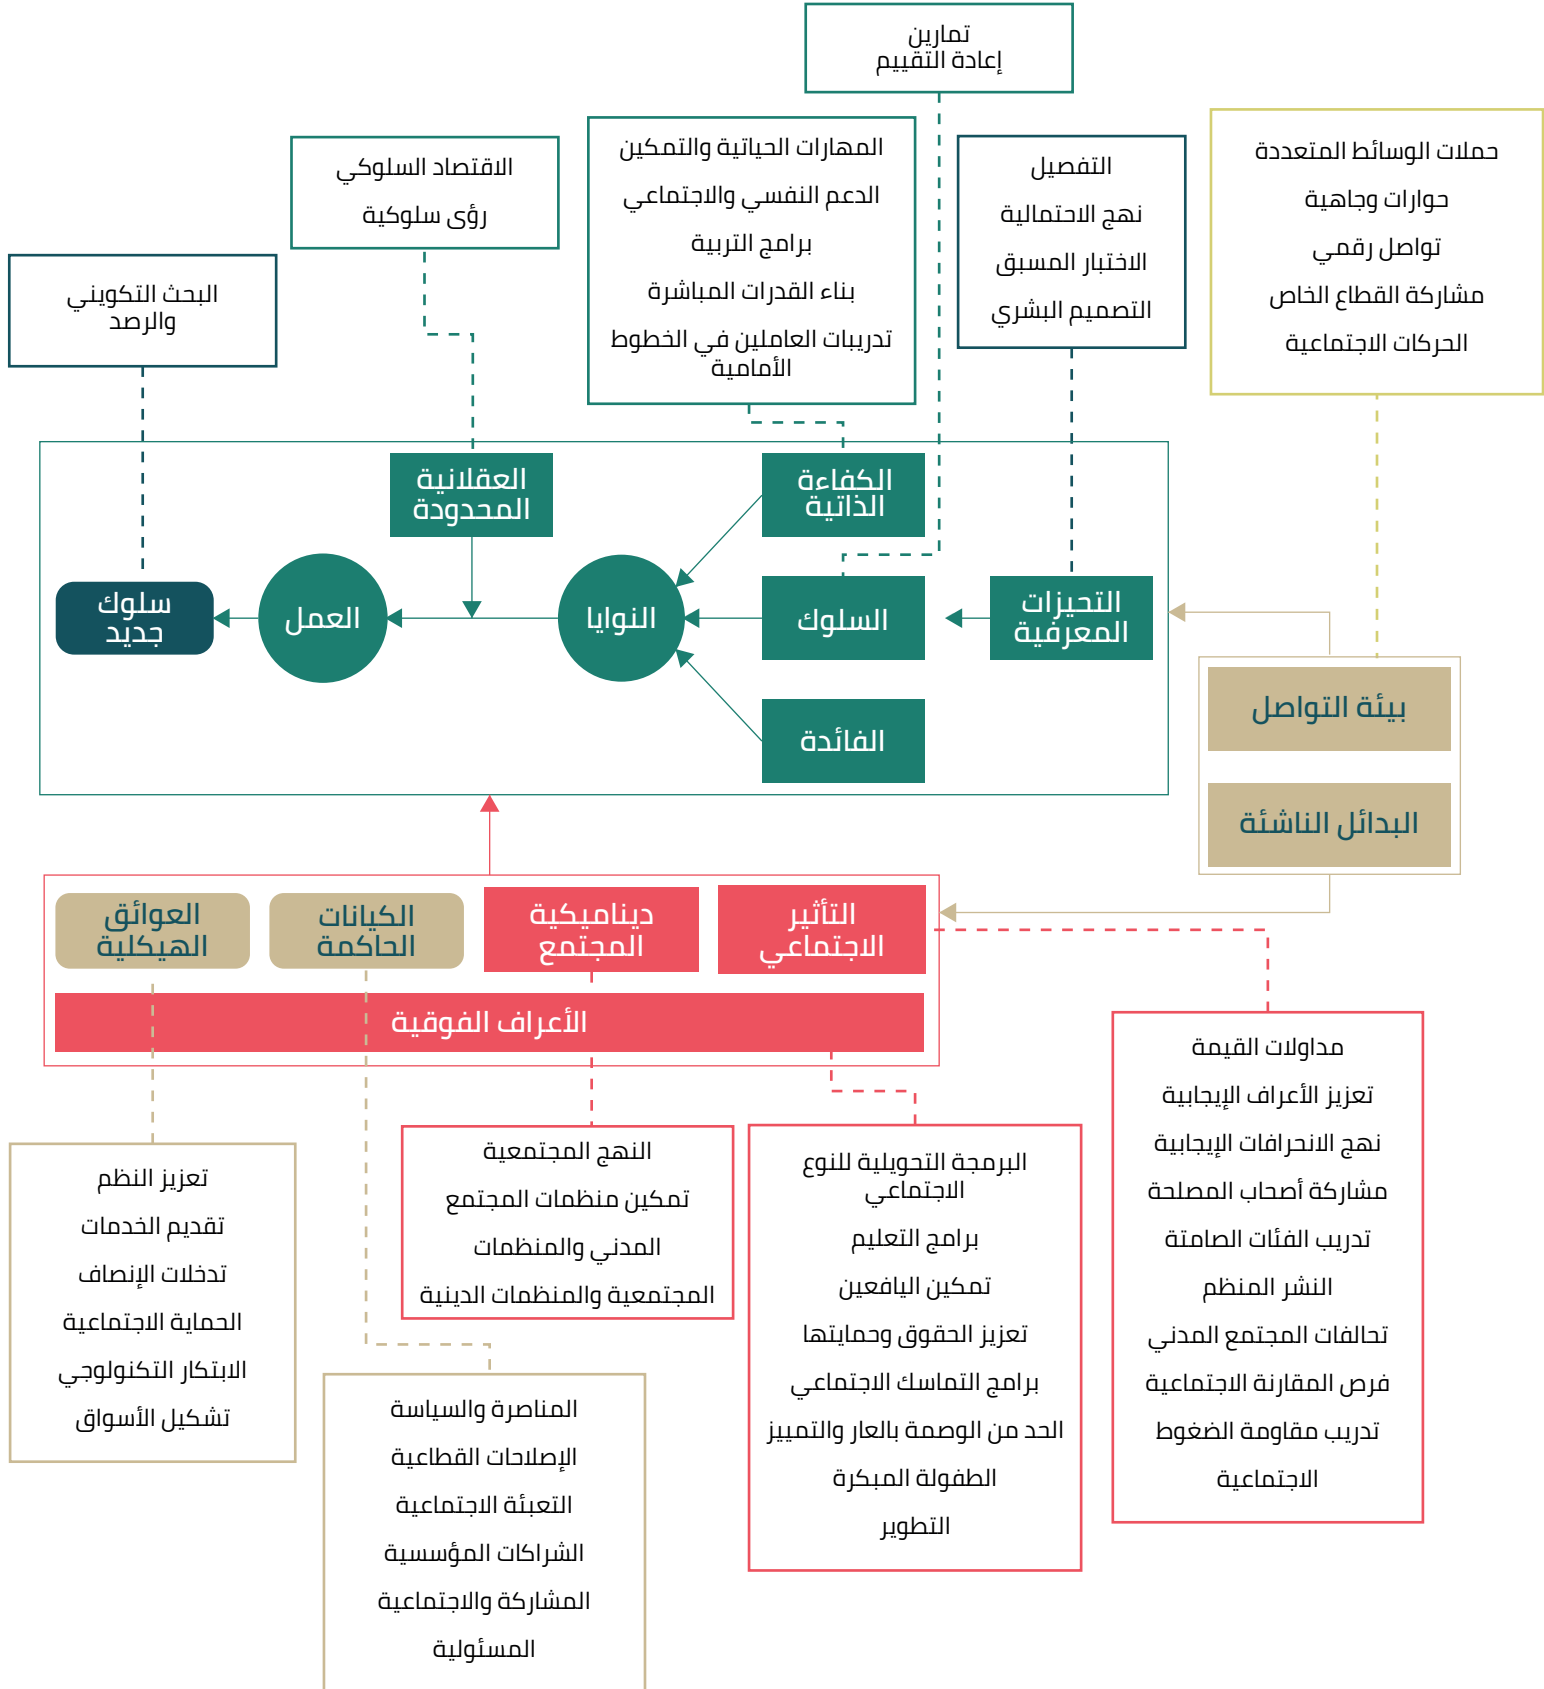 تمارين
إعادة التقييم
حملات الوسائط المتعددة
حوارات وجاهية
تواصل رقمي
مشاركة القطاع الخاص
الحركات الاجتماعية
التفصيل
نهج الاحتمالية
الاختبار المسبق
التصميم البشري
المهارات الحياتية والتمكين
الدعم النفسي والاجتماعي
برامج التربية
بناء القدرات المباشرة
تدريبات العاملين في الخطوط
الأمامية
الاقتصاد السلوكي
رؤى سلوكية
البحث التكويني
والرصد
الكفاءة
الذاتية
العقلانية
المحدودة
التحيزات
المعرفية
السلوك
النوايا
العمل
سلوك
جديد
الفائدة
بيئة التواصل
البدائل الناشئة
التأثير
الاجتماعي
ديناميكية
المجتمع
الكيانات
الحاكمة
العوائق
الهيكلية
الأعراف الفوقية
مداولات القيمة
تعزيز الأعراف الإيجابية
نهج الانحرافات الإيجابية
مشاركة أصحاب المصلحة
تدريب الفئات الصامتة
النشر المنظم
تحالفات المجتمع المدني
فرص المقارنة الاجتماعية
تدريب مقاومة الضغوط
الاجتماعية
البرمجة التحويلية للنوع
الاجتماعي
برامج التعليم
تمكين اليافعين
تعزيز الحقوق وحمايتها
برامج التماسك الاجتماعي
الحد من الوصمة بالعار والتمييز
الطفولة المبكرة
التطوير
النهج المجتمعية
تمكين منظمات المجتمع
المدني والمنظمات
المجتمعية والمنظمات الدينية
تعزيز النظم
تقديم الخدمات
تدخلات الإنصاف
الحماية الاجتماعية
الابتكار التكنولوجي
تشكيل الأسواق
المناصرة والسياسة
الإصلاحات القطاعية
التعبئة الاجتماعية
الشراكات المؤسسية
المشاركة والاجتماعية
المسئولية